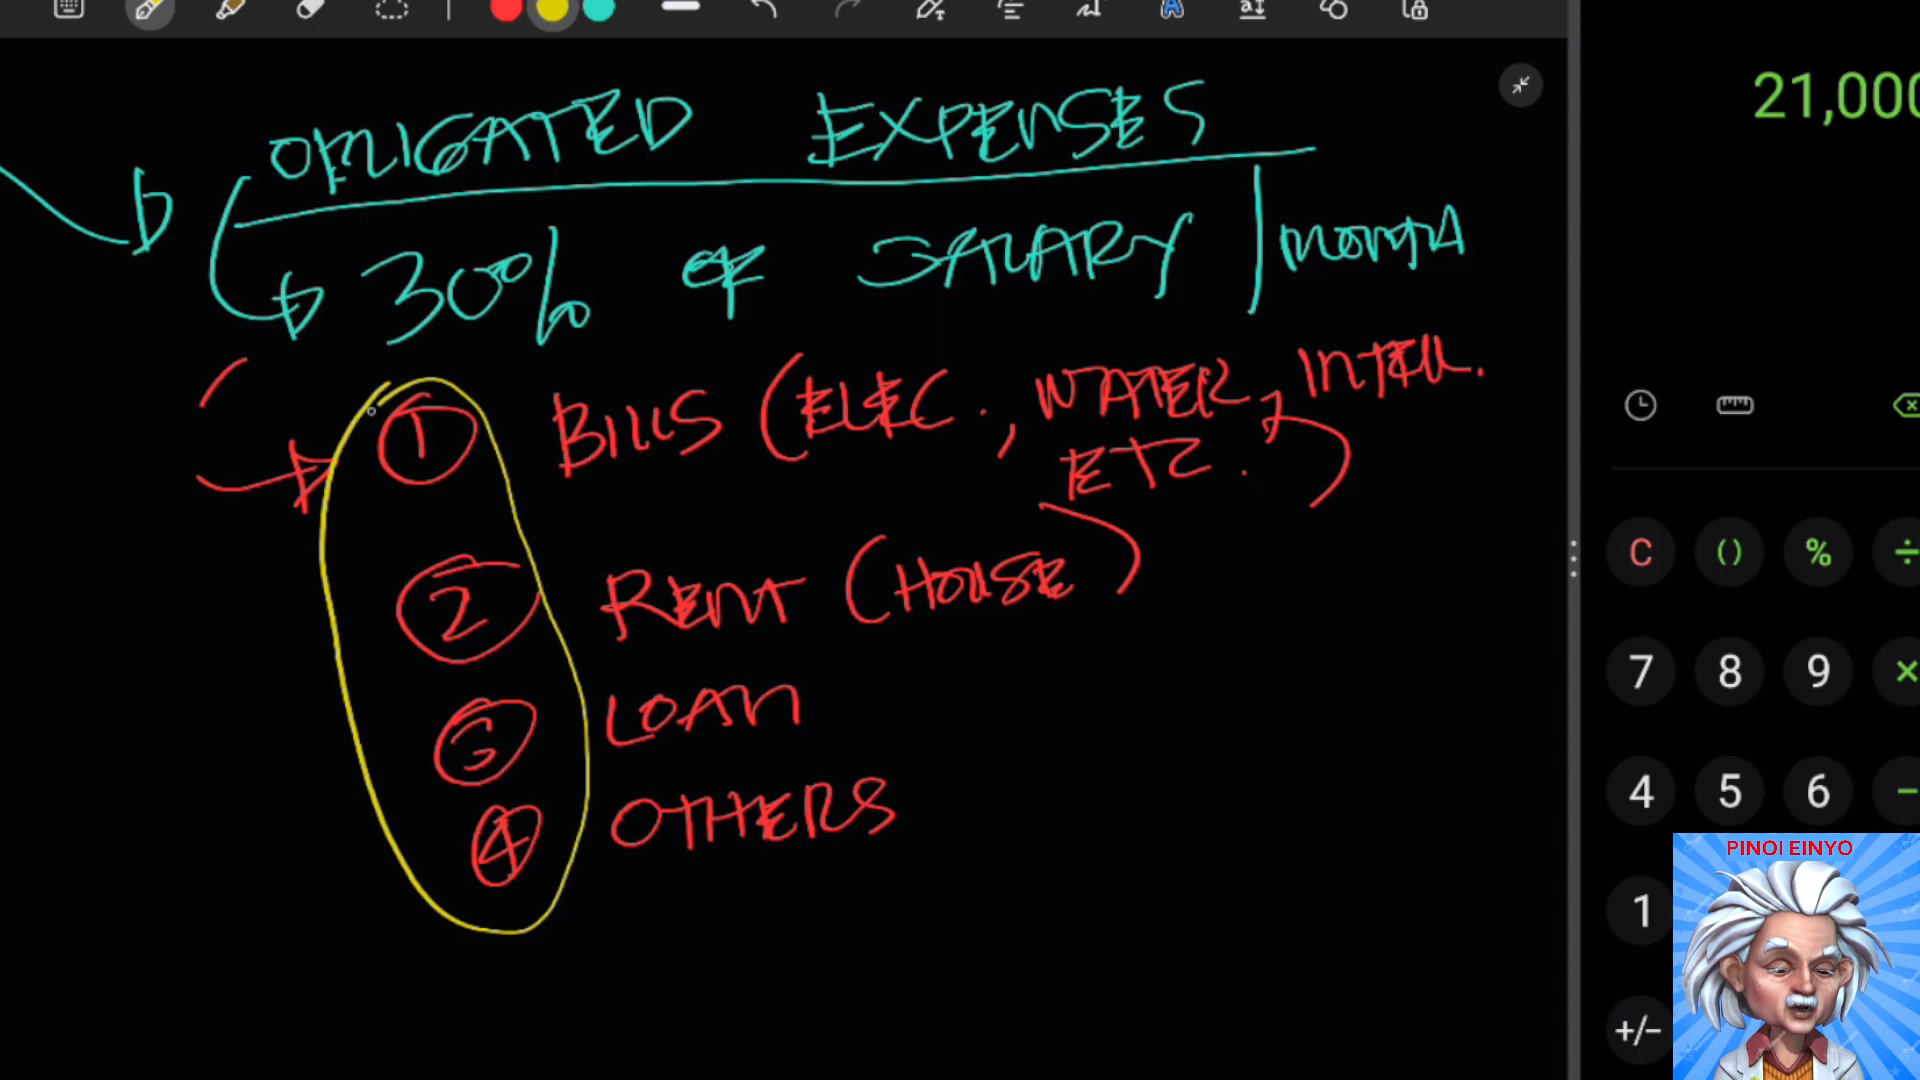 OBLIGATED EXPENSES
30% of SALARY / month
1 BILLS (ELEC., WATER, INTER.
ETC.)
2 RENT (HOUSE)
3 LOAN
4 OTHERS
21,000
C () % ÷
7 8 9 ×
4 5 6 −
1
+/−
PINOI EINYO